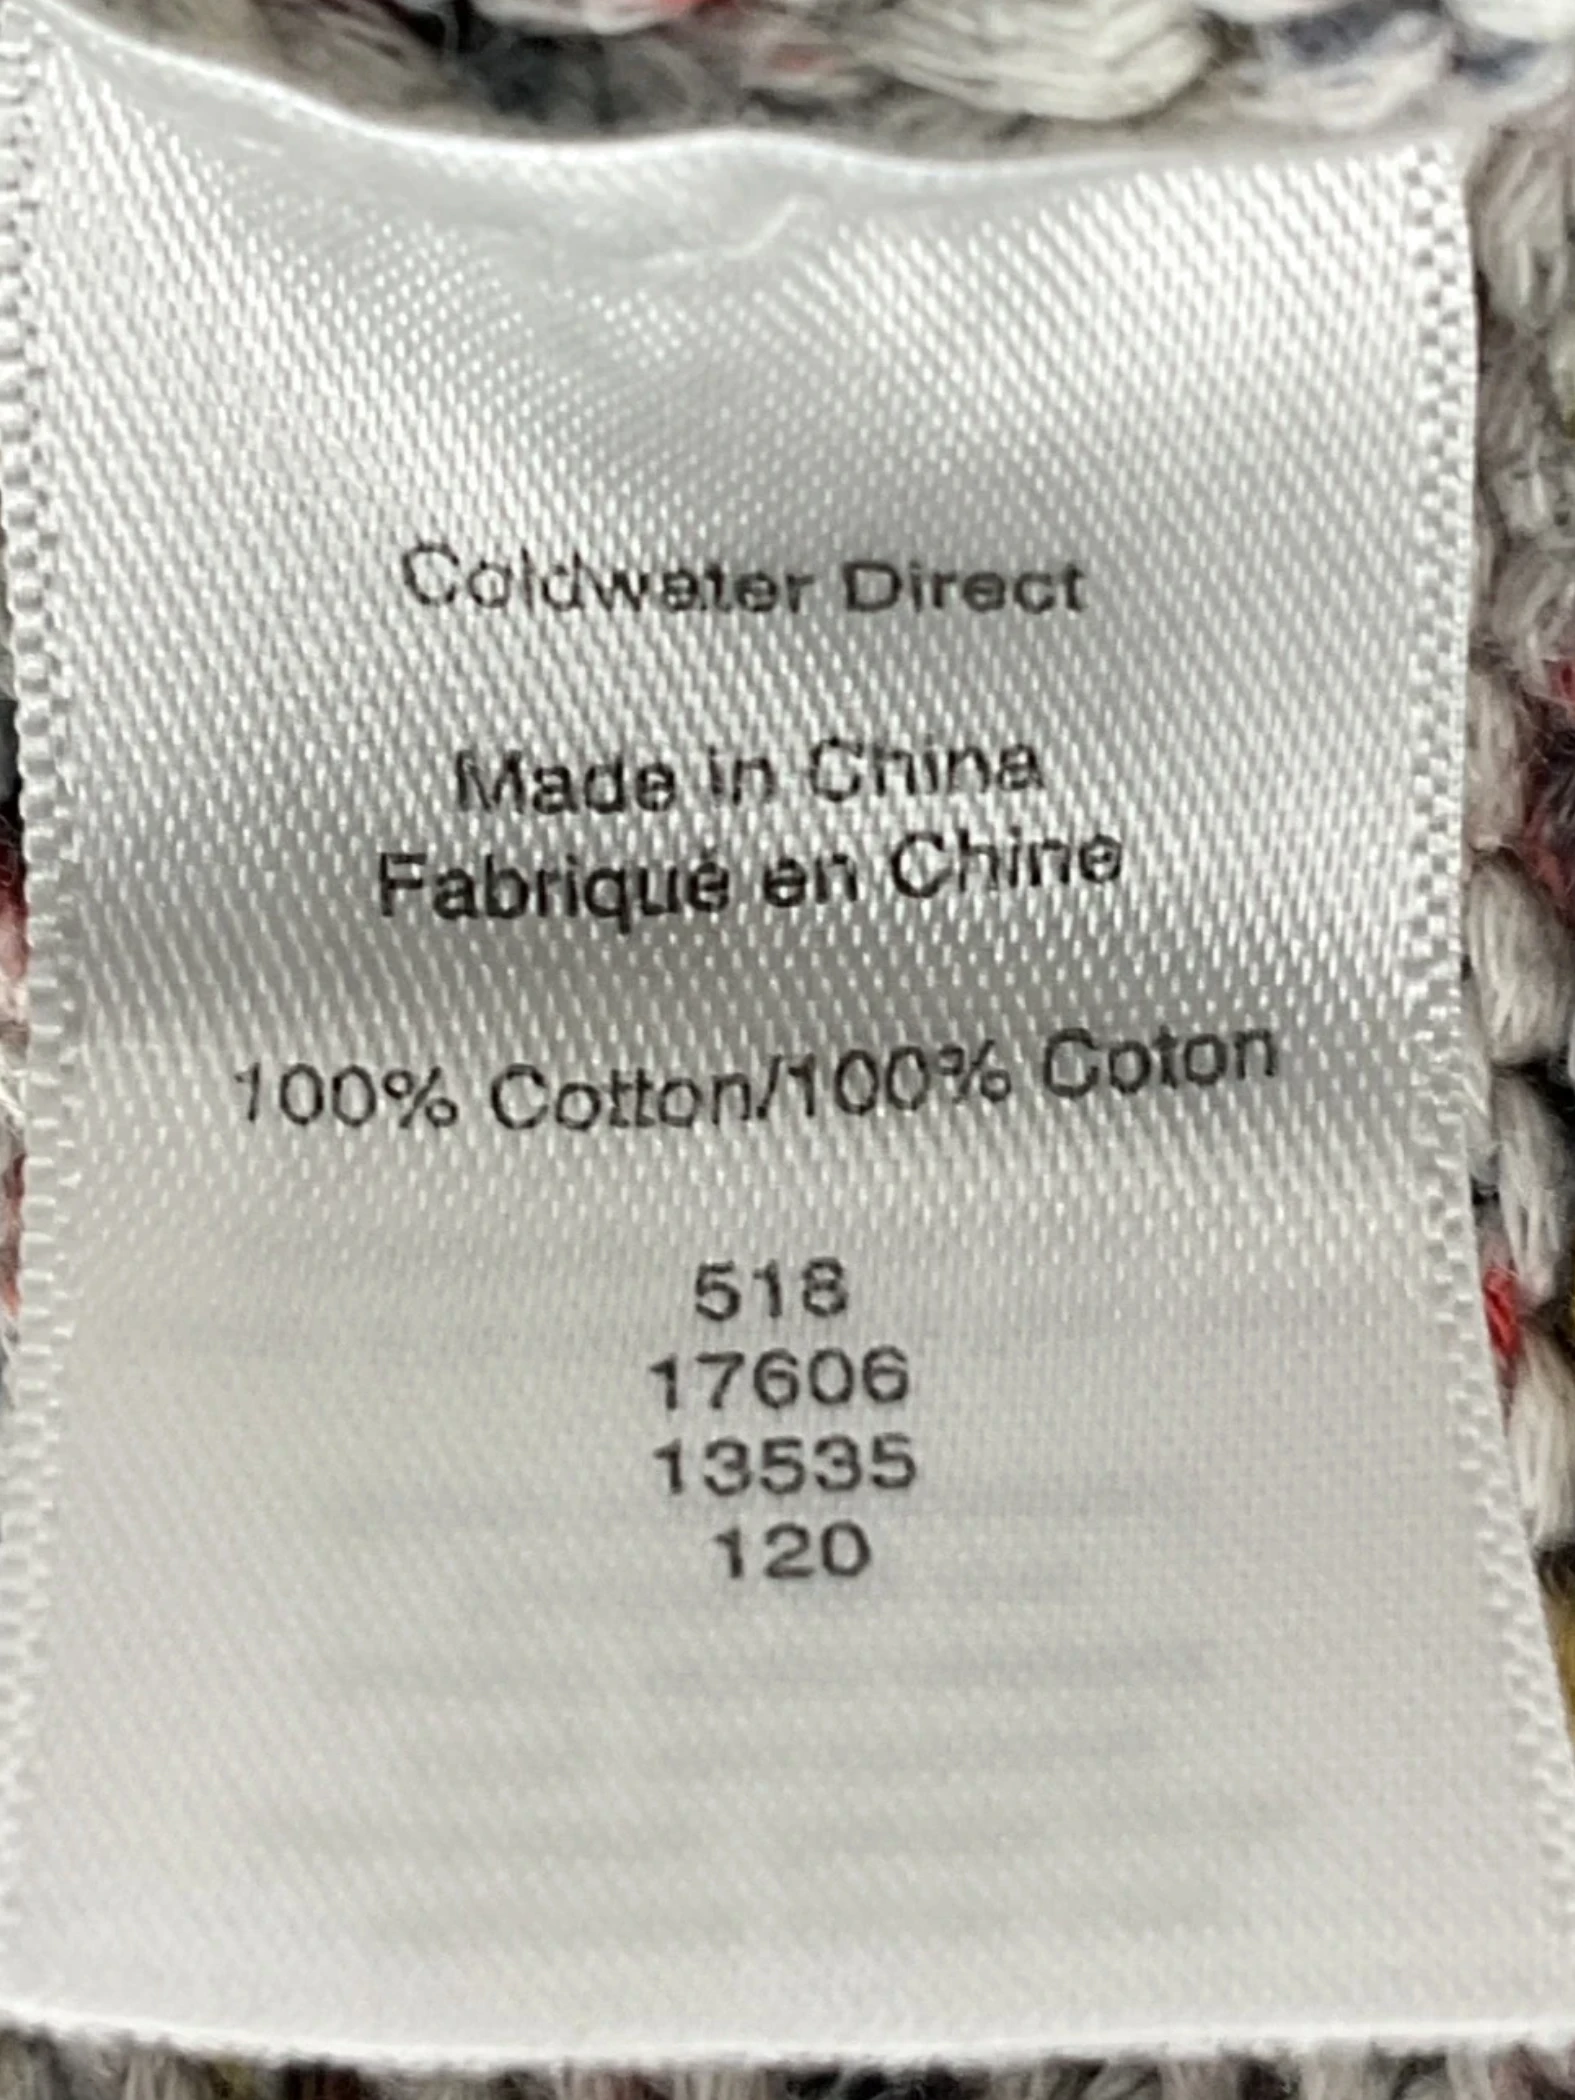 Coldwater Direct
Made in China
Fabriqué en Chine
100% Cotton/100% Coton
518
17606
13535
120